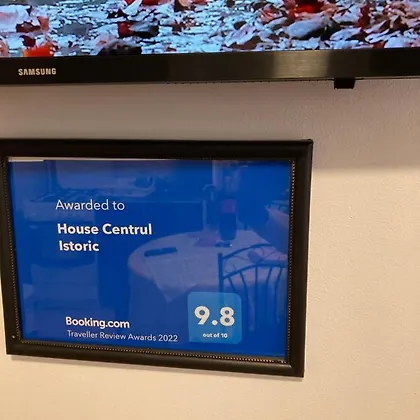 SAMSUNG
Awarded to
House Centrul
Istoric
Booking.com
Traveller Review Awards 2022
9.8
out of 10